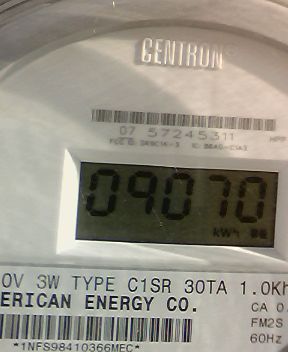 CENTRON®
07 57245311
09070
kWh
0V 3W TYPE C1SR 30TA 1.0Kh
ERICAN ENERGY CO.
CA 0.
FM2S
60Hz
*1NFS98410366MEC*